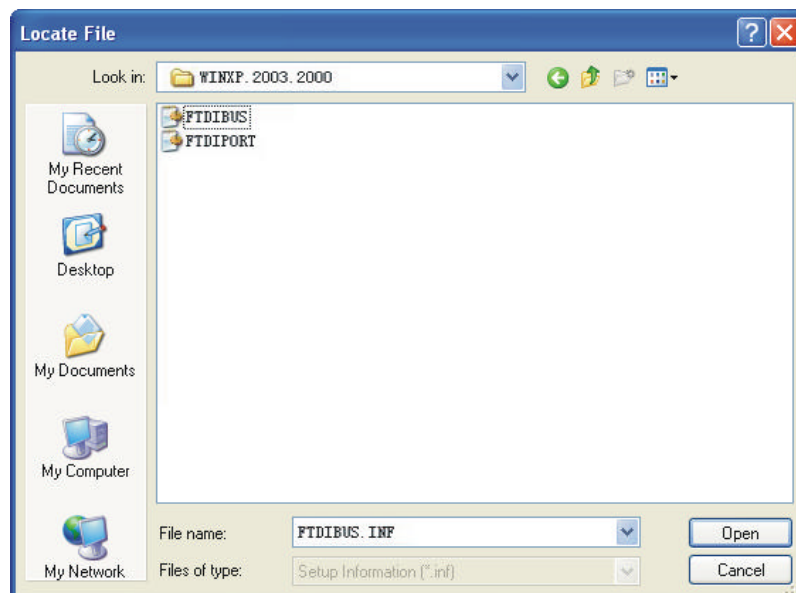 Locate File
Look in:
WINXP.2003.2000
FTDIBUS
FTDIPORT
My Recent
Documents
Desktop
My Documents
My Computer
My Network
File name:
FTDIBUS.INF
Open
Files of type:
Setup Information (*.inf)
Cancel